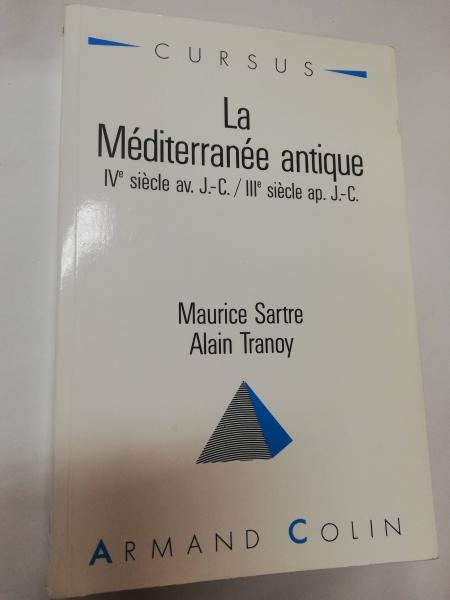 CURSUS
La
Méditerranée antique
IVe siècle av. J.-C. / IIIe siècle ap. J.-C.
Maurice Sartre
Alain Tranoy
ARMAND COLIN